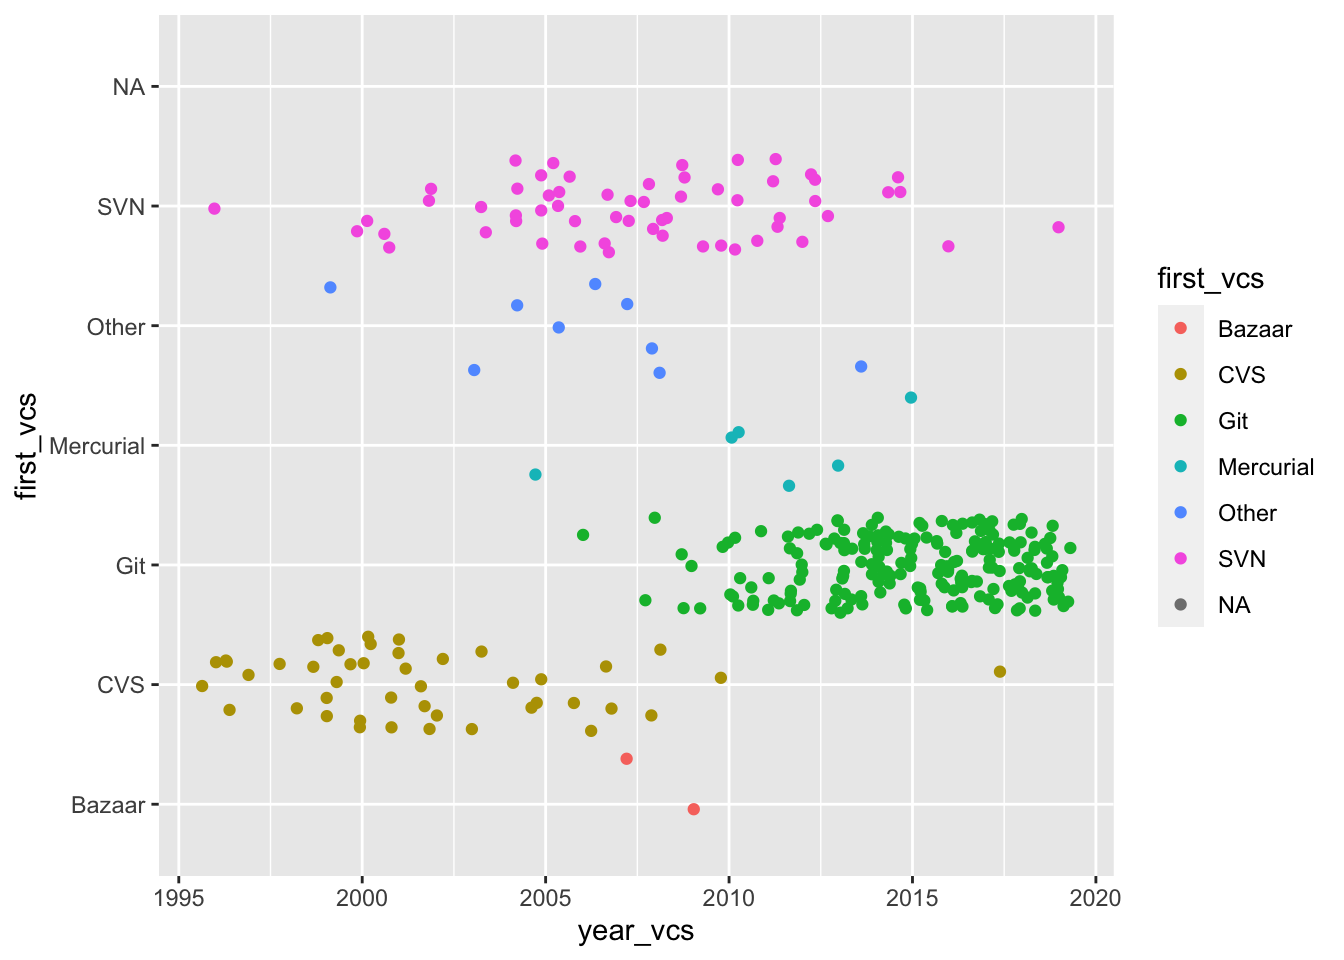 first_vcs
NA
SVN
Other
Mercurial
Git
CVS
Bazaar
1995 2000 2005 2010 2015 2020
year_vcs
first_vcs
Bazaar
CVS
Git
Mercurial
Other
SVN
NA